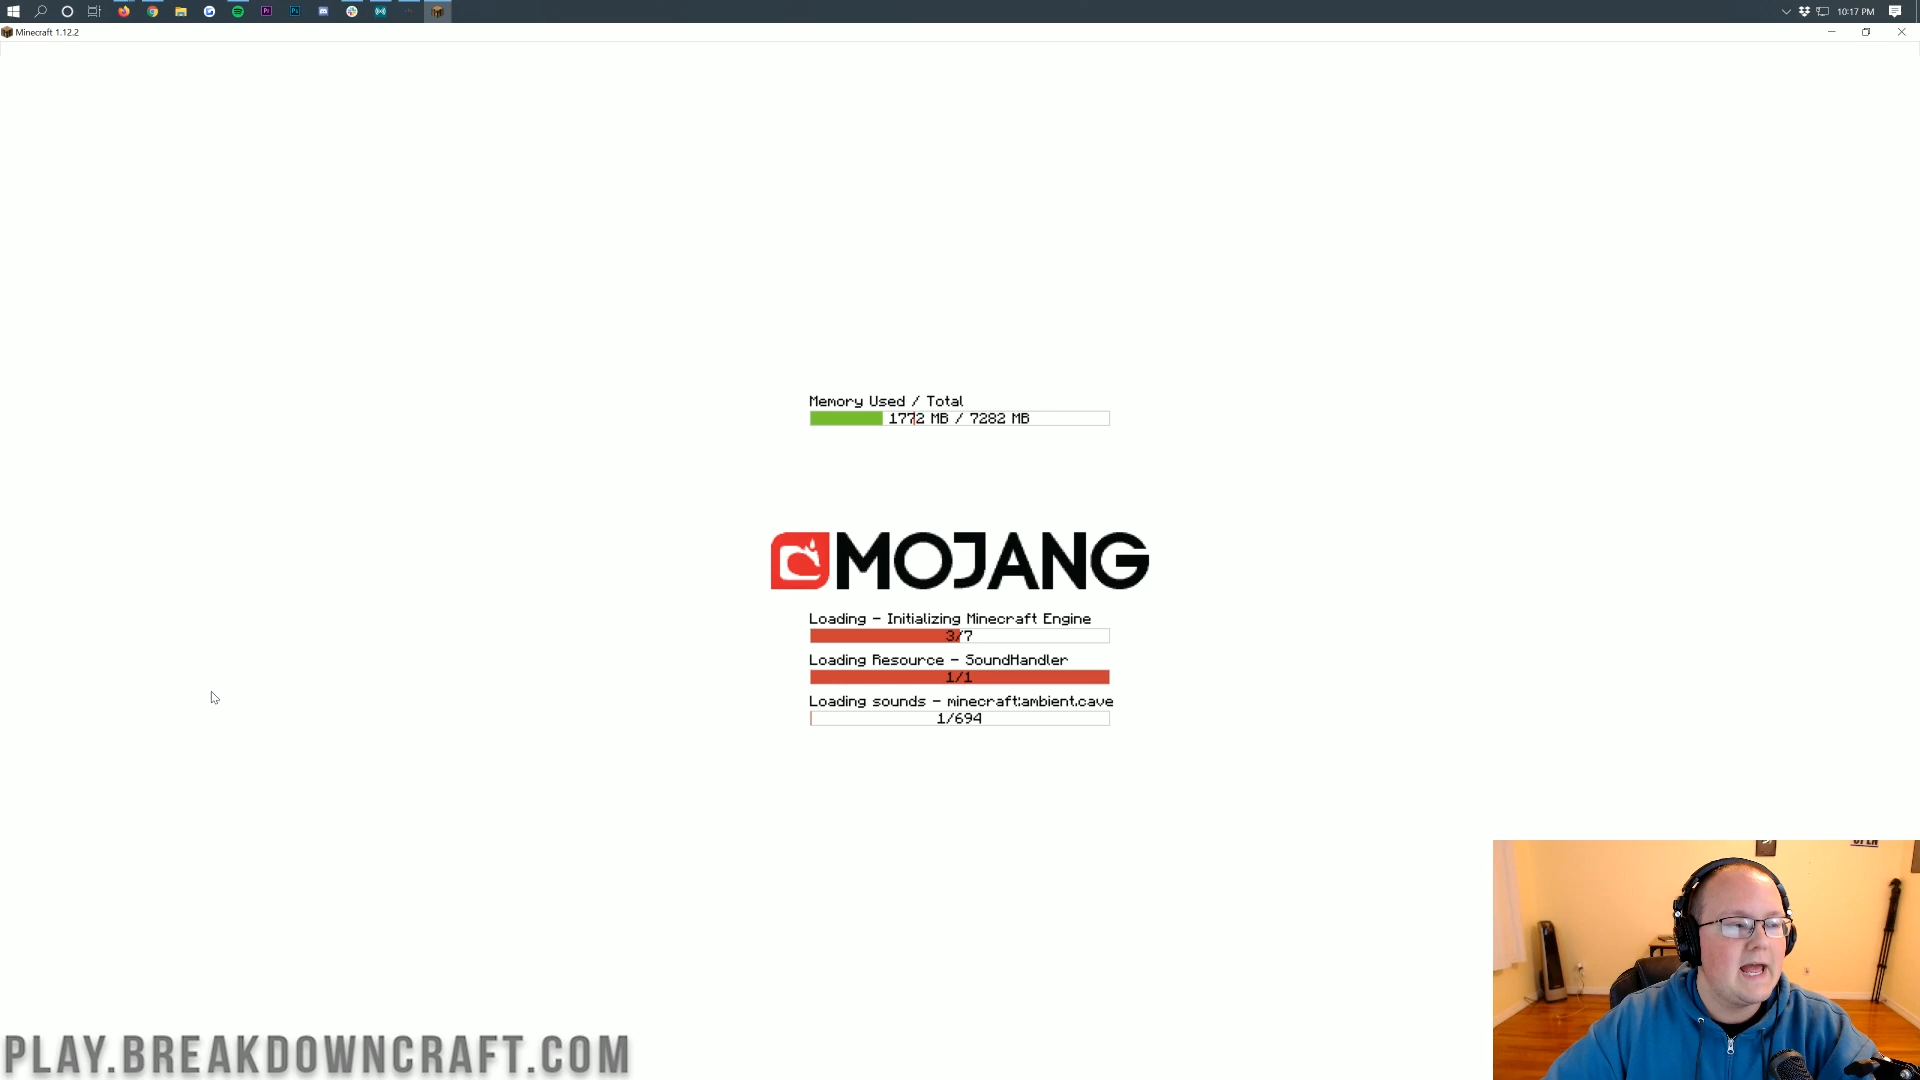 10:17 PM
Minecraft 1.12.2
Memory Used / Total
1772 MB / 7282 MB
MOJANG
Loading - Initializing Minecraft Engine
3/7
Loading Resource - SoundHandler
1/1
Loading sounds - minecraft:ambient.cave
1/694
OPEN
PLAY.BREAKDOWNCRAFT.COM